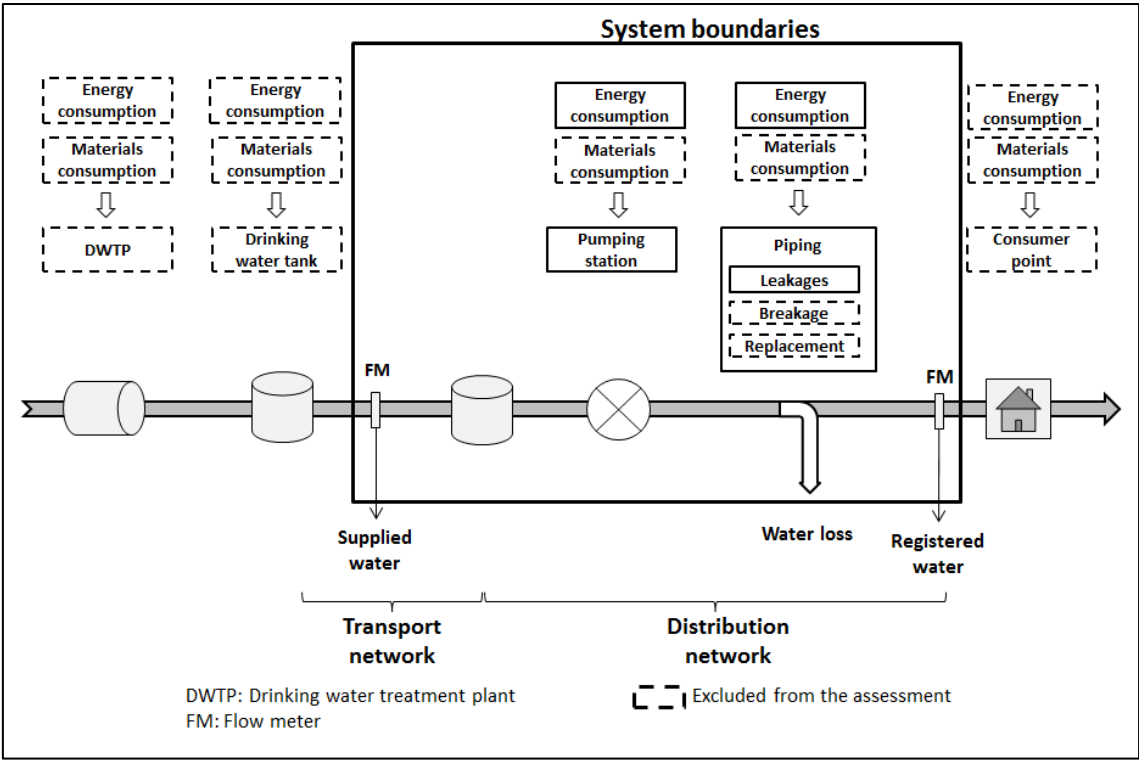 System boundaries
Energy
consumption
Materials
consumption
DWTP
Energy
consumption
Materials
consumption
Drinking
water tank
Energy
consumption
Materials
consumption
Pumping
station
Energy
consumption
Materials
consumption
Piping
Leakages
Breakage
Replacement
Energy
consumption
Materials
consumption
Consumer
point
FM
FM
Supplied
water
Water loss
Registered
water
Transport
network
Distribution
network
DWTP: Drinking water treatment plant
FM: Flow meter
Excluded from the assessment